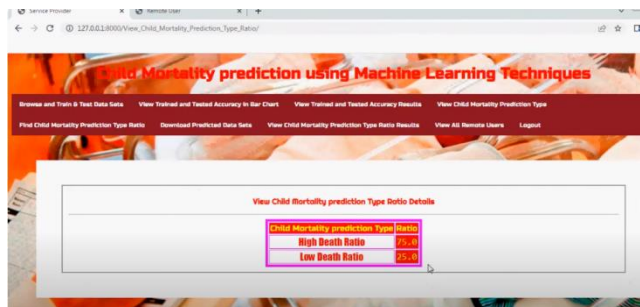 Service Provider
Remote User
127.0.0.1:8000/View_Child_Mortality_Prediction_Type_Ratio/
Child Mortality prediction using Machine Learning Techniques
Browse and Train & Test Data Sets View Trained and Tested Accuracy in Bar Chart View Trained and Tested Accuracy Results View Child Mortality Prediction Type
Find Child Mortality Prediction Type Ratio Download Predicted Data Sets View Child Mortality Prediction Type Ratio Results View All Remote Users Logout
View Child Mortality prediction Type Ratio Details
Child Mortality prediction Type Ratio
High Death Ratio 75.0
Low Death Ratio 25.0